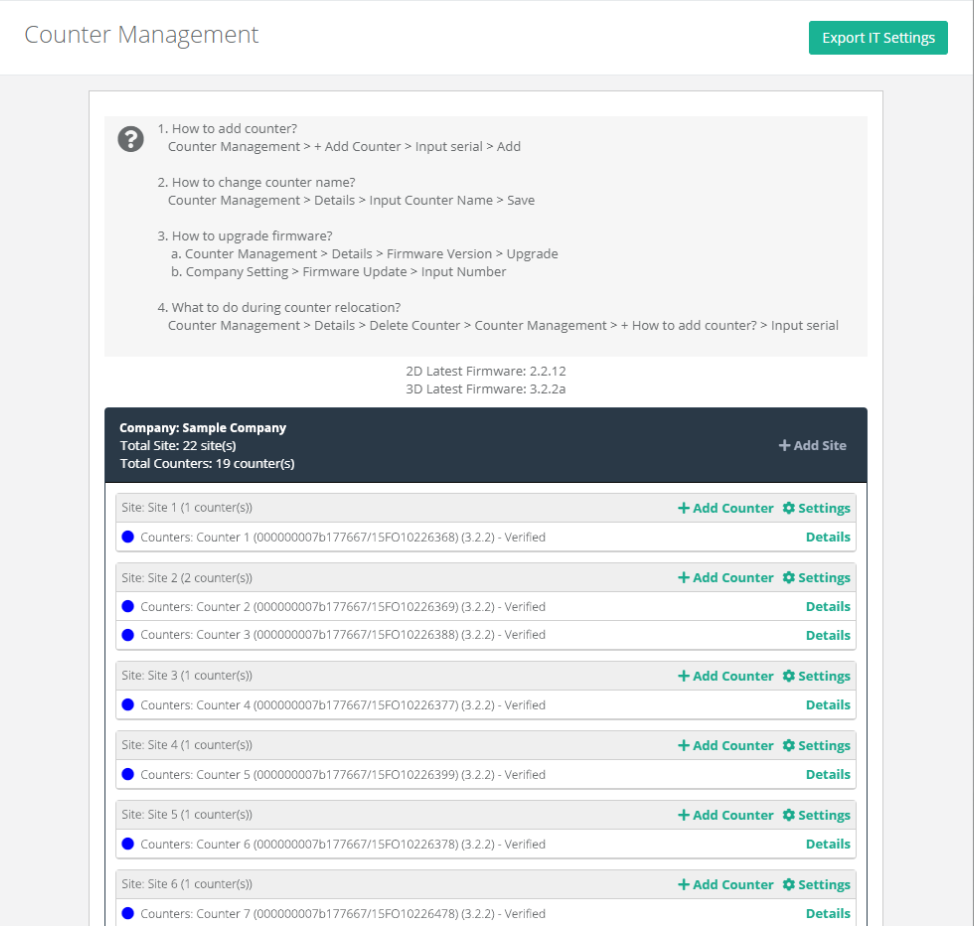 Counter Management
Export IT Settings
1. How to add counter?
Counter Management > + Add Counter > Input serial > Add
2. How to change counter name?
Counter Management > Details > Input Counter Name > Save
3. How to upgrade firmware?
a. Counter Management > Details > Firmware Version > Upgrade
b. Company Setting > Firmware Update > Input Number
4. What to do during counter relocation?
Counter Management > Details > Delete Counter > Counter Management > + How to add counter? > Input serial
2D Latest Firmware: 2.2.12
3D Latest Firmware: 3.2.2a
Company: Sample Company
Total Site: 22 site(s)
+ Add Site
Total Counters: 19 counter(s)
Site: Site 1 (1 counter(s)) + Add Counter Settings
Counters: Counter 1 (000000007b177667/15FO10226368) (3.2.2) - Verified Details
Site: Site 2 (2 counter(s)) + Add Counter Settings
Counters: Counter 2 (000000007b177667/15FO10226369) (3.2.2) - Verified Details
Counters: Counter 3 (000000007b177667/15FO10226388) (3.2.2) - Verified Details
Site: Site 3 (1 counter(s)) + Add Counter Settings
Counters: Counter 4 (000000007b177667/15FO10226377) (3.2.2) - Verified Details
Site: Site 4 (1 counter(s)) + Add Counter Settings
Counters: Counter 5 (000000007b177667/15FO10226399) (3.2.2) - Verified Details
Site: Site 5 (1 counter(s)) + Add Counter Settings
Counters: Counter 6 (000000007b177667/15FO10226378) (3.2.2) - Verified Details
Site: Site 6 (1 counter(s)) + Add Counter Settings
Counters: Counter 7 (000000007b177667/15FO10226478) (3.2.2) - Verified Details